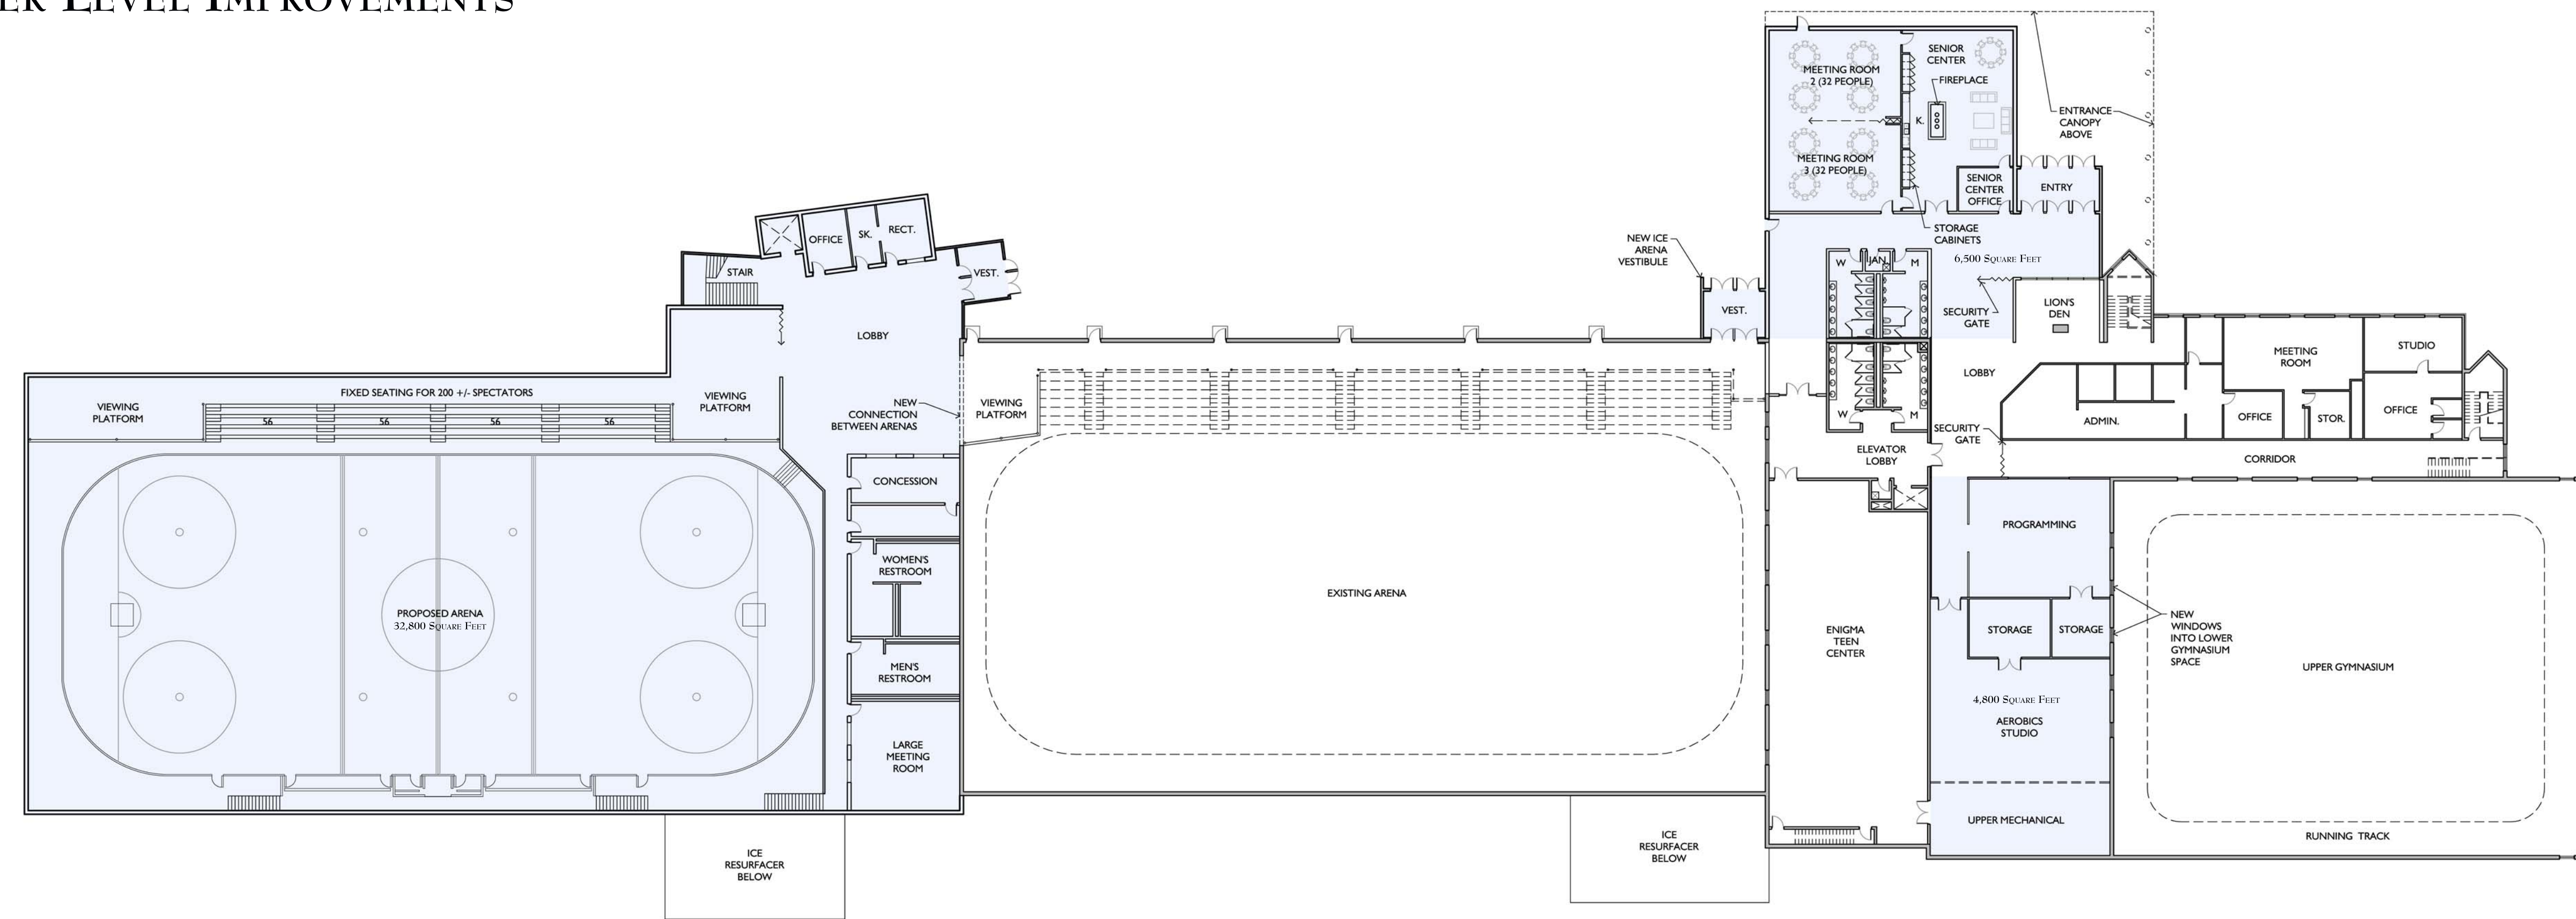 ER LEVEL IMPROVEMENTS
MEETING ROOM
2 (32 PEOPLE)
MEETING ROOM
3 (32 PEOPLE)
SENIOR
CENTER
FIREPLACE
K.
ENTRANCE
CANOPY
ABOVE
SENIOR
CENTER
OFFICE
ENTRY
STORAGE
CABINETS
6,500 SQUARE FEET
W
JAN.
M
SECURITY
GATE
LION'S
DEN
NEW ICE
ARENA
VESTIBULE
VEST.
OFFICE
SK.
RECT.
STAIR
VEST.
LOBBY
VIEWING
PLATFORM
FIXED SEATING FOR 200 +/- SPECTATORS
56
56
56
56
VIEWING
PLATFORM
NEW
CONNECTION
BETWEEN ARENAS
VIEWING
PLATFORM
W
M
LOBBY
MEETING
ROOM
STUDIO
ADMIN.
OFFICE
STOR.
OFFICE
SECURITY
GATE
ELEVATOR
LOBBY
CORRIDOR
CONCESSION
WOMEN'S
RESTROOM
MEN'S
RESTROOM
LARGE
MEETING
ROOM
PROPOSED ARENA
32,800 SQUARE FEET
EXISTING ARENA
ENIGMA
TEEN
CENTER
PROGRAMMING
STORAGE
STORAGE
NEW
WINDOWS
INTO LOWER
GYMNASIUM
SPACE
UPPER GYMNASIUM
4,800 SQUARE FEET
AEROBICS
STUDIO
UPPER MECHANICAL
RUNNING TRACK
ICE
RESURFACER
BELOW
ICE
RESURFACER
BELOW